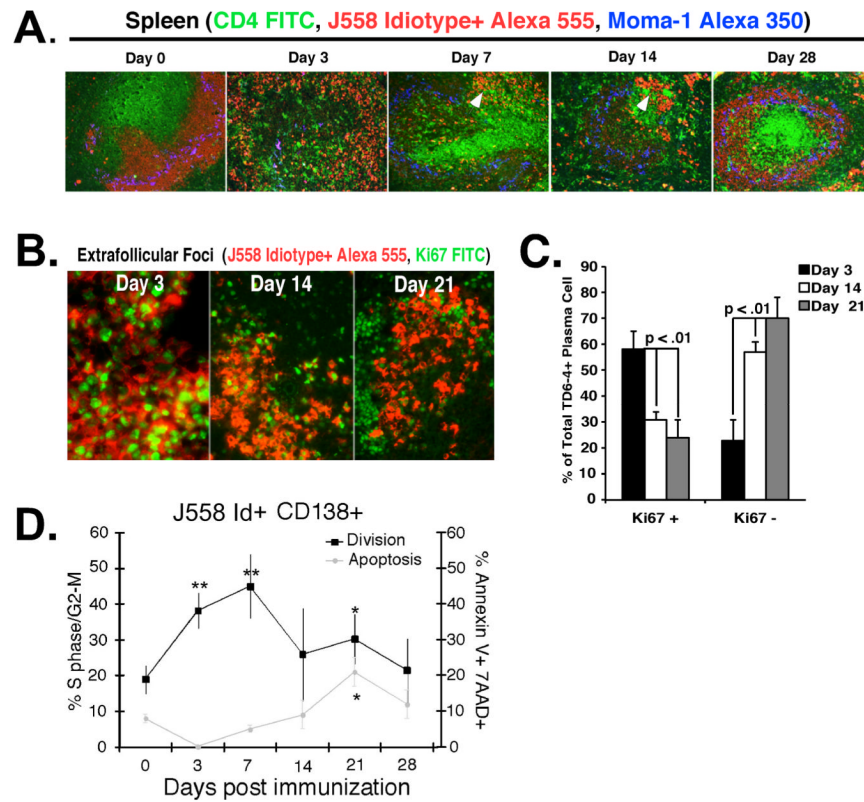 A.
Spleen (CD4 FITC, J558 Idiotype+ Alexa 555, Moma-1 Alexa 350)
Day 0 Day 3 Day 7 Day 14 Day 28
B.
Extrafollicular Foci (J558 Idiotype+ Alexa 555, Ki67 FITC)
Day 3 Day 14 Day 21
C.
Day 3
Day 14
Day 21
% of Total TD6-4+ Plasma Cell
90
80
70
60
50
40
30
20
10
0
p < .01
p < .01
Ki67 + Ki67 -
D.
J558 Id+ CD138+
Division
Apoptosis
% S phase/G2-M
60
50
40
30
20
10
0
** ** * *
60
50
40
30
20
10
0
% Annexin V+ 7AAD+
0 3 7 14 21 28
Days post immunization